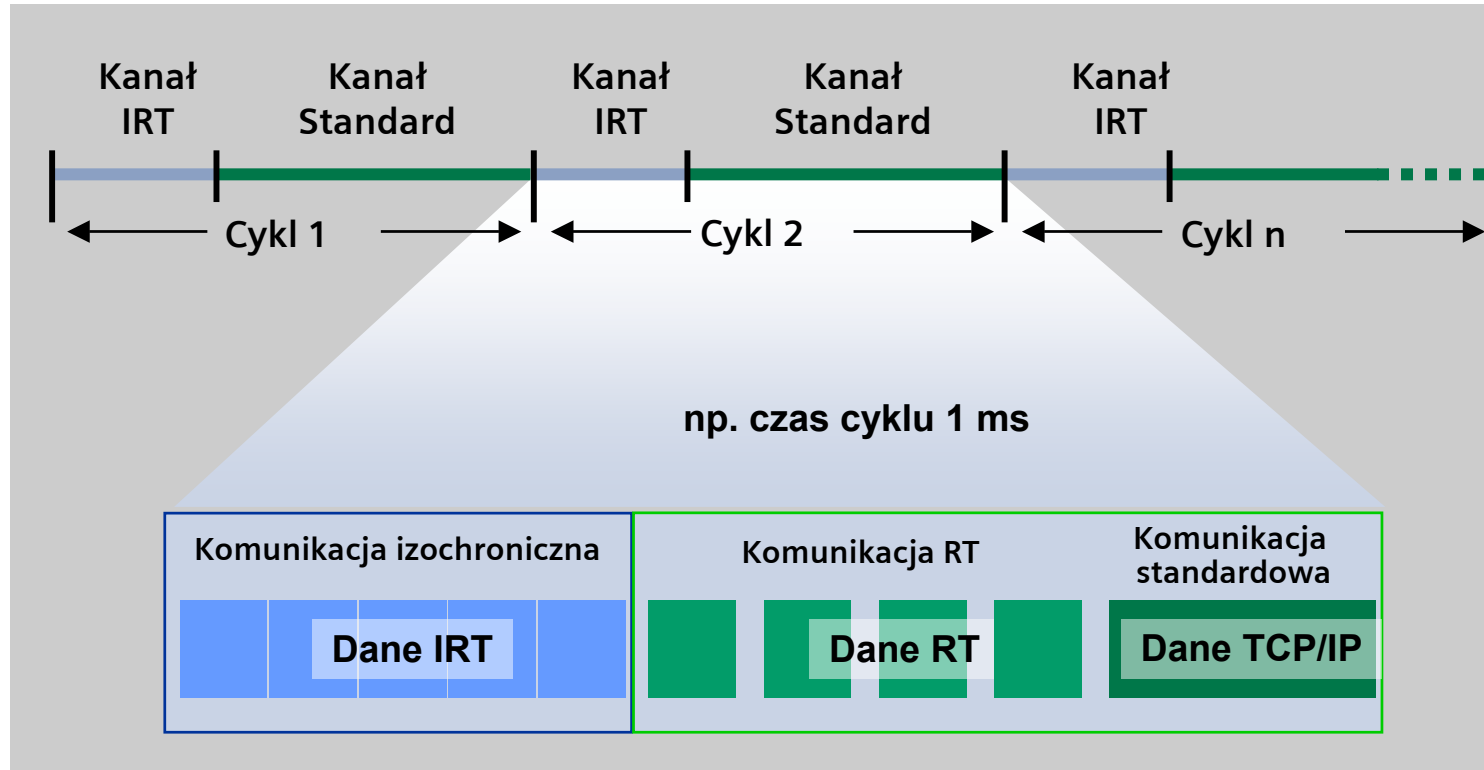 Kanał
IRT
Kanał
Standard
Kanał
IRT
Kanał
Standard
Kanał
IRT
Cykl 1
Cykl 2
Cykl n
np. czas cyklu 1 ms
Komunikacja izochroniczna
Komunikacja RT
Komunikacja
standardowa
Dane IRT
Dane RT
Dane TCP/IP